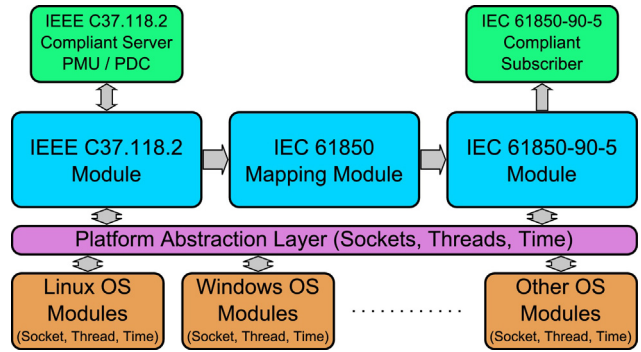 IEEE C37.118.2
Compliant Server
PMU / PDC
IEC 61850-90-5
Compliant
Subscriber
IEEE C37.118.2
Module
IEC 61850
Mapping Module
IEC 61850-90-5
Module
Platform Abstraction Layer (Sockets, Threads, Time)
Linux OS
Modules
(Socket, Thread, Time)
Windows OS
Modules
(Socket, Thread, Time)
............
Other OS
Modules
(Socket, Thread, Time)